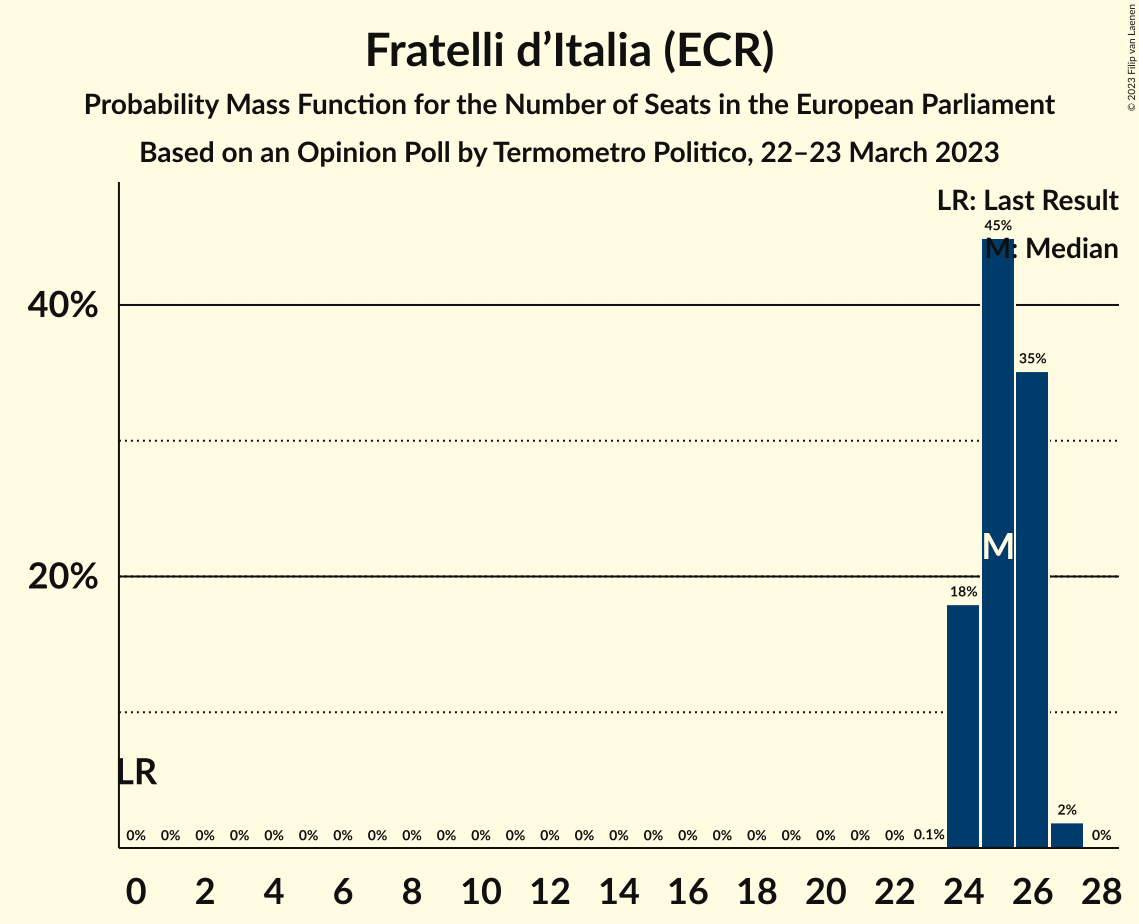 Fratelli d’Italia (ECR)
Probability Mass Function for the Number of Seats in the European Parliament
Based on an Opinion Poll by Termometro Politico, 22–23 March 2023
© 2023 Filip van Laenen
LR: Last Result
M: Median
45%
40%
35%
M
20%
18%
LR
2%
0% 0% 0% 0% 0% 0% 0% 0% 0% 0% 0% 0% 0% 0% 0% 0% 0% 0% 0% 0% 0% 0% 0% 0.1% 0%
0 2 4 6 8 10 12 14 16 18 20 22 24 26 28